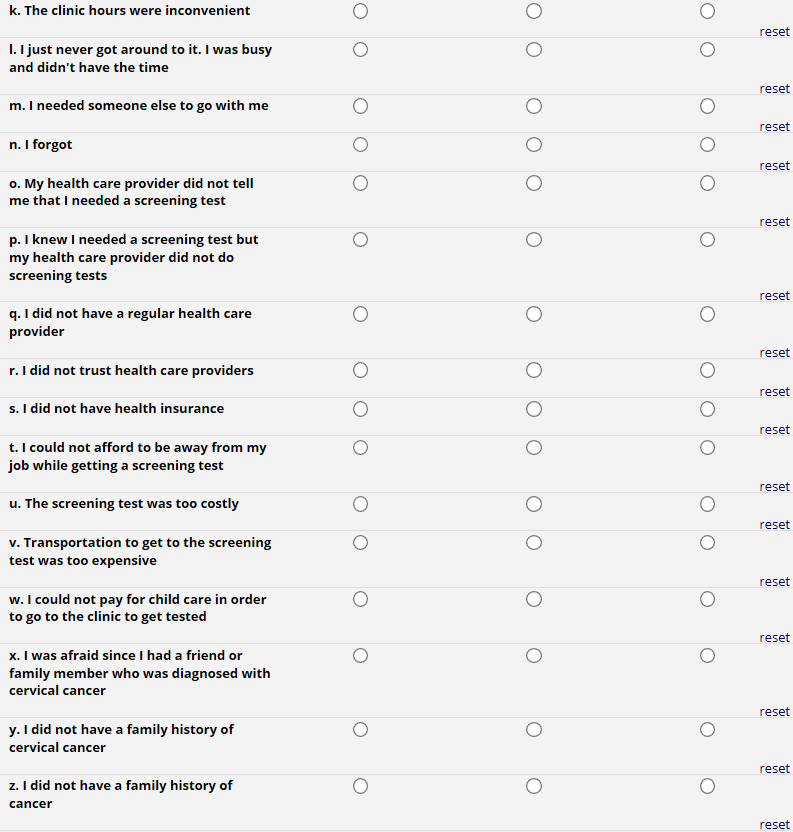 k. The clinic hours were inconvenient
reset
l. I just never got around to it. I was busy
and didn't have the time
reset
m. I needed someone else to go with me
reset
n. I forgot
reset
o. My health care provider did not tell
me that I needed a screening test
reset
p. I knew I needed a screening test but
my health care provider did not do
screening tests
reset
q. I did not have a regular health care
provider
reset
r. I did not trust health care providers
reset
s. I did not have health insurance
reset
t. I could not afford to be away from my
job while getting a screening test
reset
u. The screening test was too costly
reset
v. Transportation to get to the screening
test was too expensive
reset
w. I could not pay for child care in order
to go to the clinic to get tested
reset
x. I was afraid since I had a friend or
family member who was diagnosed with
cervical cancer
reset
y. I did not have a family history of
cervical cancer
reset
z. I did not have a family history of
cancer
reset